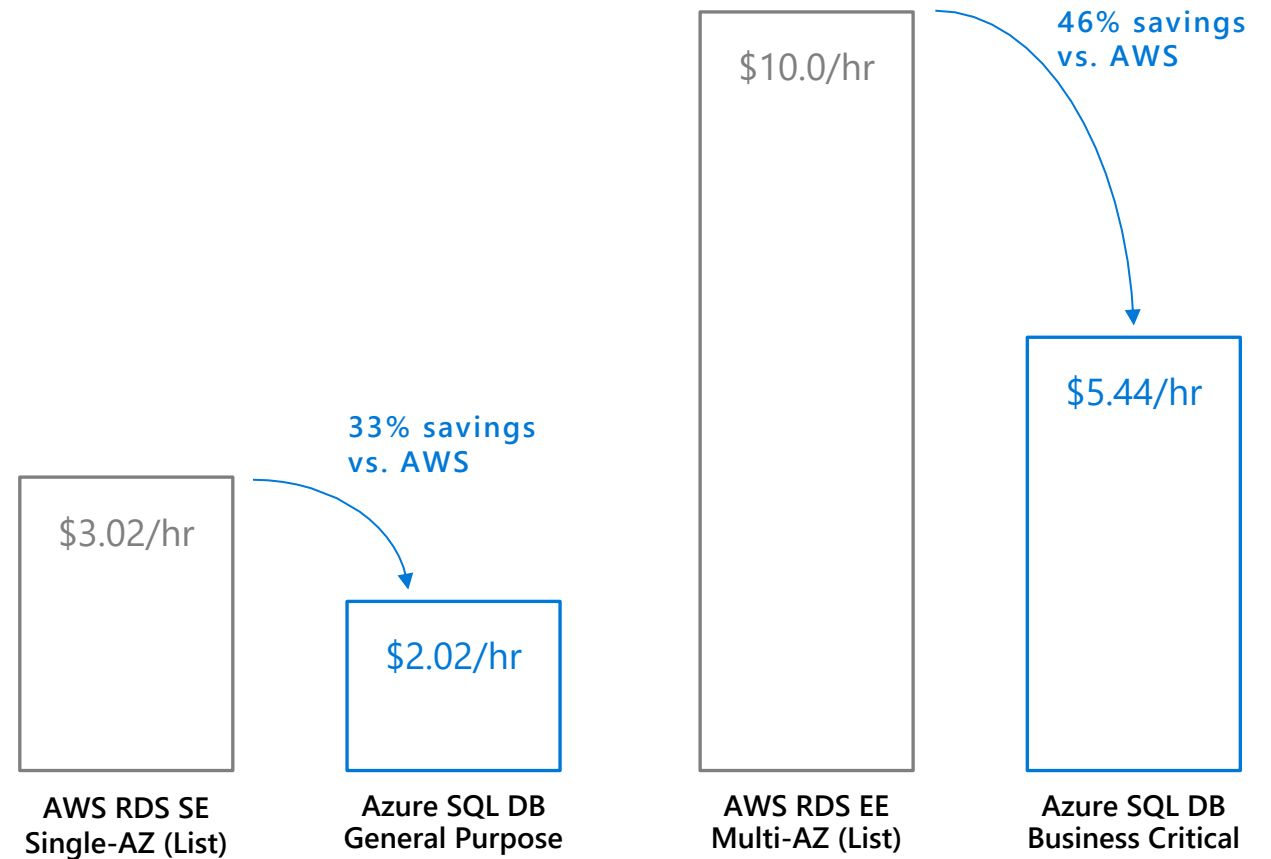 46% savings
vs. AWS
$10.0/hr
$5.44/hr
33% savings
vs. AWS
$3.02/hr
$2.02/hr
AWS RDS SE
Single-AZ (List)
Azure SQL DB
General Purpose
AWS RDS EE
Multi-AZ (List)
Azure SQL DB
Business Critical